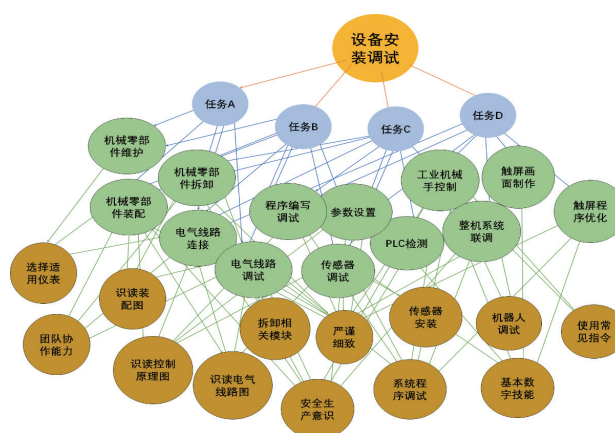 设备安
装调试
任务A
任务B
任务C
任务D
机械零部
件维护
机械零部
件拆卸
工业机械
手控制
触屏画
面制作
机械零部
件装配
程序编写
调试
参数设置
触屏程
序优化
电气线路
连接
PLC检测
整机系统
联调
电气线路
调试
传感器
调试
选择适
用仪表
识读装
配图
拆卸相
关模块
严谨
细致
传感器
安装
机器人
调试
使用常
见指令
团队协
作能力
识读控制
原理图
识读电气
线路图
安全生
产意识
系统程
序调试
基本数
字技能